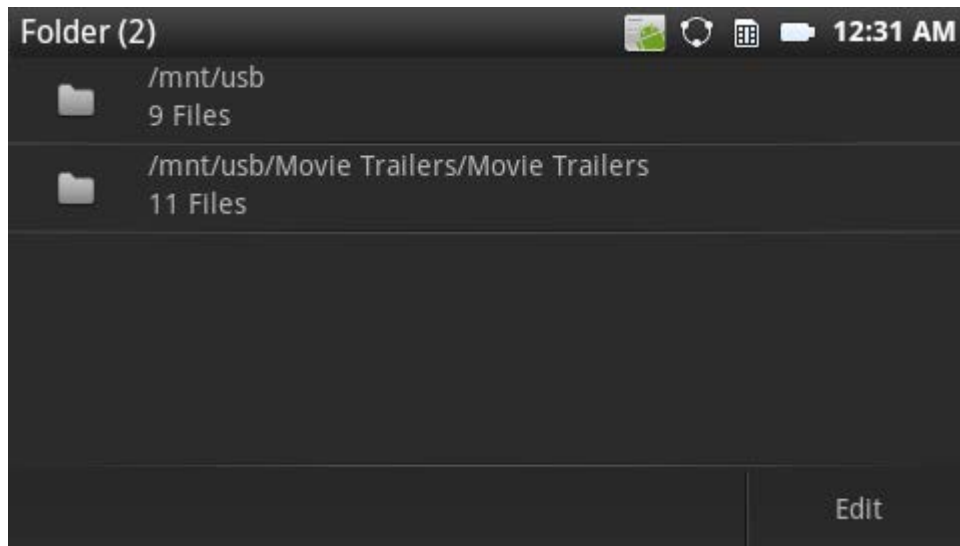 Folder (2)
12:31 AM
/mnt/usb
9 Files
/mnt/usb/Movie Trailers/Movie Trailers
11 Files
Edit